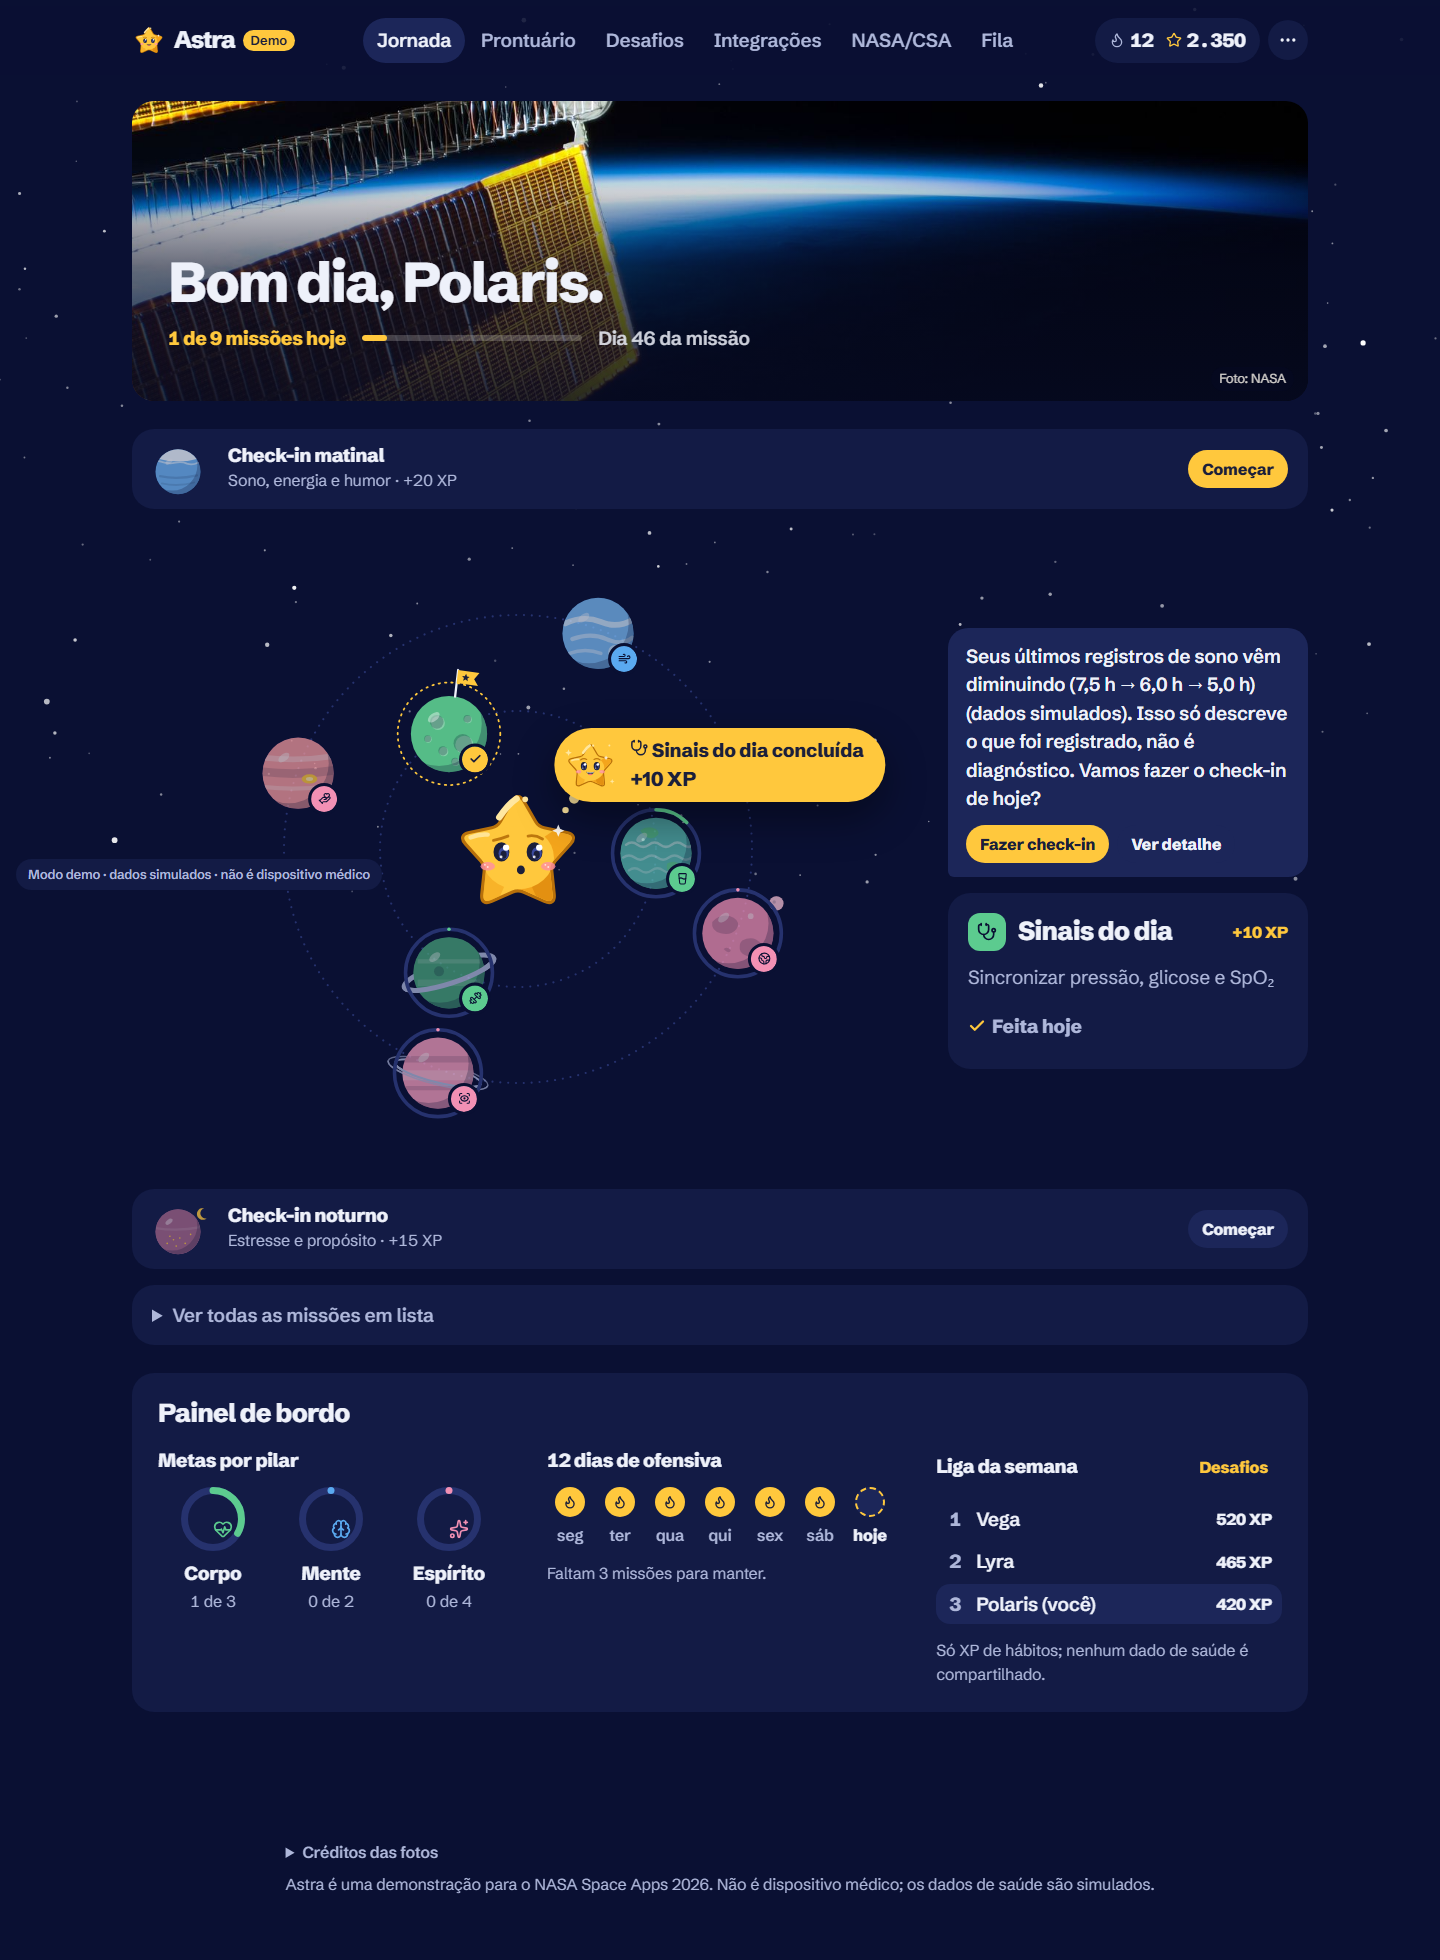 Astra Demo
Jornada Prontuário Desafios Integrações NASA/CSA Fila
12 2.350
Bom dia, Polaris.
1 de 9 missões hoje Dia 46 da missão
Foto: NASA
Check-in matinal
Sono, energia e humor · +20 XP
Começar
Sinais do dia concluída
+10 XP
Modo demo · dados simulados · não é dispositivo médico
Seus últimos registros de sono vêm
diminuindo (7,5 h → 6,0 h → 5,0 h)
(dados simulados). Isso só descreve
o que foi registrado, não é
diagnóstico. Vamos fazer o check-in
de hoje?
Fazer check-in Ver detalhe
Sinais do dia +10 XP
Sincronizar pressão, glicose e SpO₂
Feita hoje
Check-in noturno
Estresse e propósito · +15 XP
Começar
Ver todas as missões em lista
Painel de bordo
Metas por pilar
Corpo Mente Espírito
1 de 3 0 de 2 0 de 4
12 dias de ofensiva
seg ter qua qui sex sáb hoje
Faltam 3 missões para manter.
Liga da semana Desafios
1 Vega 520 XP
2 Lyra 465 XP
3 Polaris (você) 420 XP
Só XP de hábitos; nenhum dado de saúde é
compartilhado.
Créditos das fotos
Astra é uma demonstração para o NASA Space Apps 2026. Não é dispositivo médico; os dados de saúde são simulados.